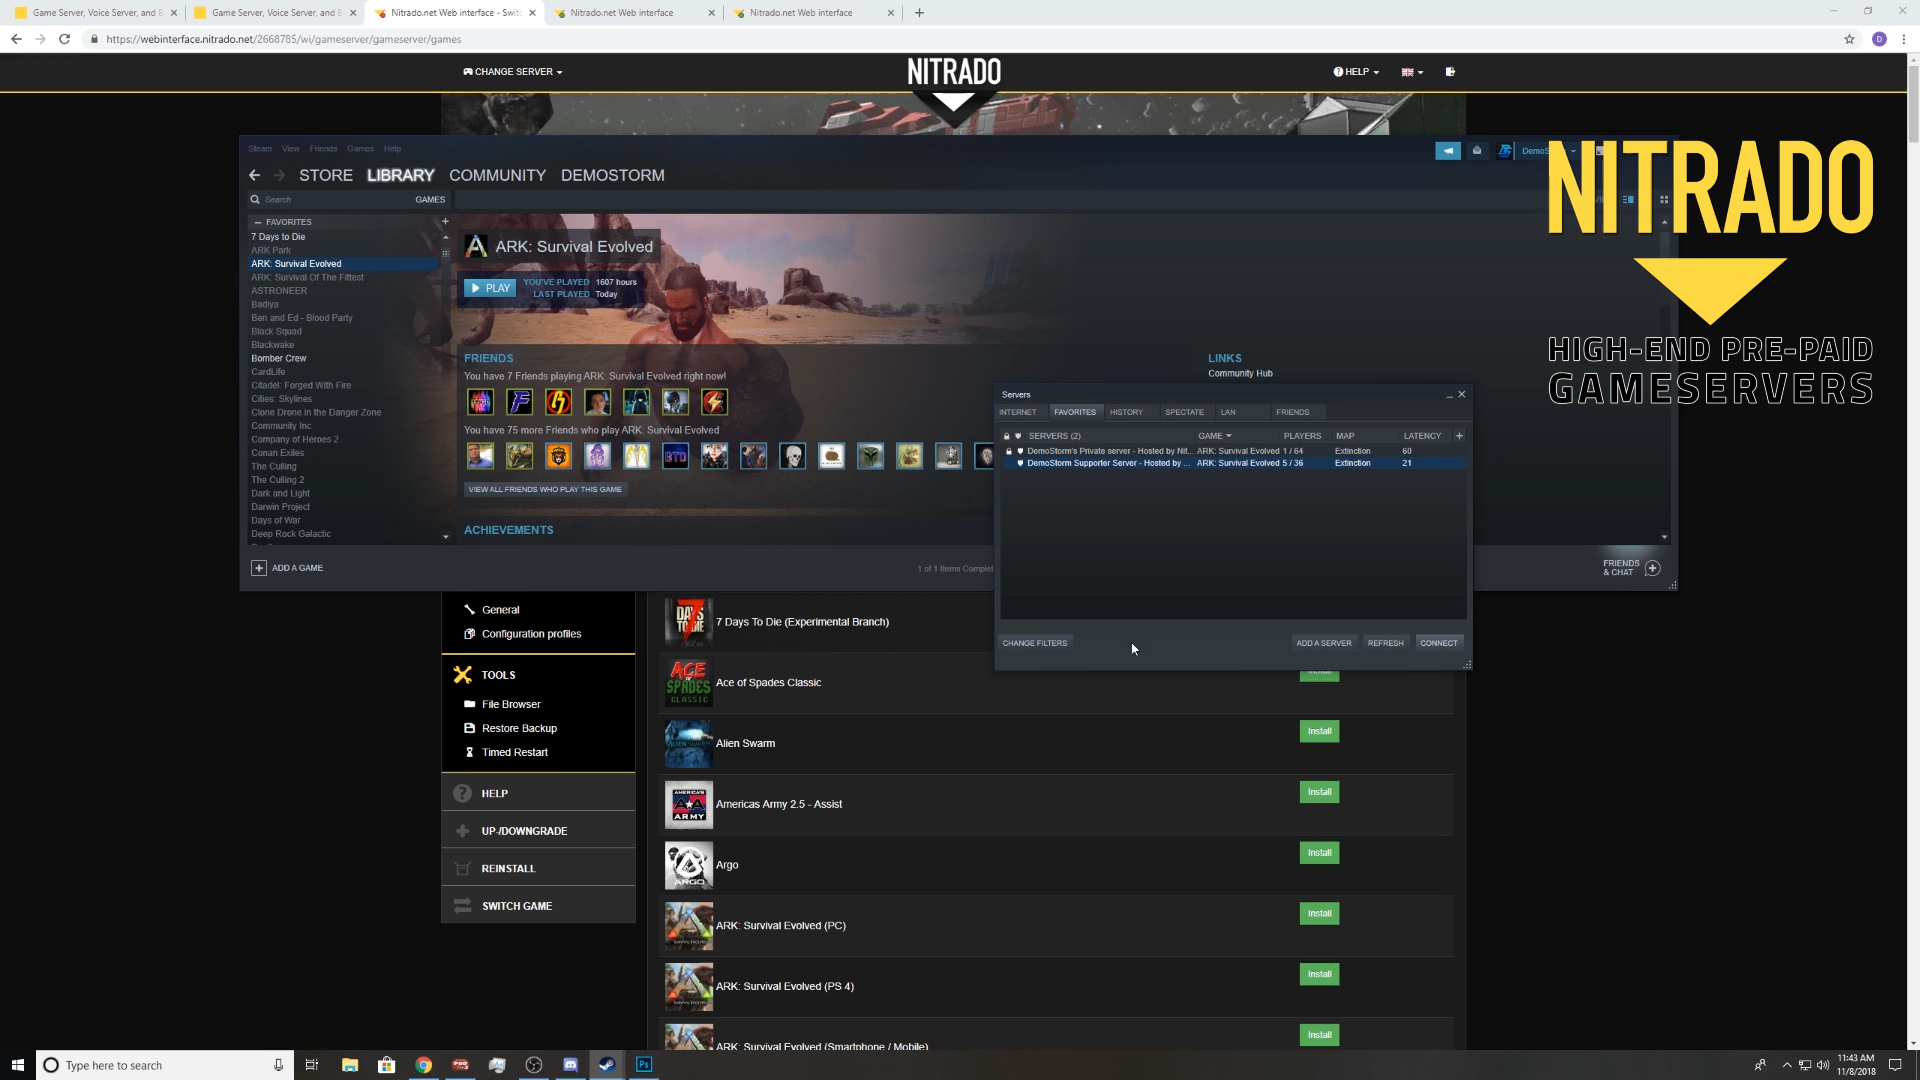 Game Server, Voice Server, and B
Game Server, Voice Server, and B
Nitrado.net Web interface - Swit
Nitrado.net Web interface
Nitrado.net Web interface
https://webinterface.nitrado.net/2668785/wi/gameserver/gameserver/games
D
CHANGE SERVER
NITRADO
HELP
Steam View Friends Games Help
STORE LIBRARY COMMUNITY DEMOSTORM
Search
GAMES
FAVORITES
7 Days to Die
ARK Park
ARK: Survival Evolved
ARK: Survival Of The Fittest
ASTRONEER
Badiya
Ben and Ed - Blood Party
Black Squad
Blackwake
Bomber Crew
CardLife
Citadel: Forged With Fire
Cities: Skylines
Clone Drone in the Danger Zone
Community Inc
Company of Heroes 2
Conan Exiles
The Culling
The Culling 2
Dark and Light
Darwin Project
Days of War
Deep Rock Galactic
ADD A GAME
ARK: Survival Evolved
PLAY
YOU'VE PLAYED 1607 hours
LAST PLAYED Today
FRIENDS
You have 7 Friends playing ARK: Survival Evolved right now!
You have 75 more Friends who play ARK: Survival Evolved
BTD
VIEW ALL FRIENDS WHO PLAY THIS GAME
ACHIEVEMENTS
1 of 1 Items Complet
LINKS
Community Hub
Servers
INTERNET FAVORITES HISTORY SPECTATE LAN FRIENDS
SERVERS (2) GAME PLAYERS MAP LATENCY
DemoStorm's Private server - Hosted by Nit... ARK: Survival Evolved 1 / 64 Extinction 60
DemoStorm Supporter Server - Hosted by ... ARK: Survival Evolved 5 / 36 Extinction 21
CHANGE FILTERS
ADD A SERVER
REFRESH
CONNECT
FRIENDS
& CHAT
NITRADO
HIGH-END PRE-PAID
GAMESERVERS
General
Configuration profiles
TOOLS
File Browser
Restore Backup
Timed Restart
HELP
UP-/DOWNGRADE
REINSTALL
SWITCH GAME
7 Days To Die (Experimental Branch)
Ace of Spades Classic
Install
Alien Swarm
Install
Americas Army 2.5 - Assist
Install
Argo
Install
ARK: Survival Evolved (PC)
Install
ARK: Survival Evolved (PS 4)
Install
ARK: Survival Evolved (Smartphone / Mobile)
Install
Type here to search
Ps
11:43 AM
11/8/2018